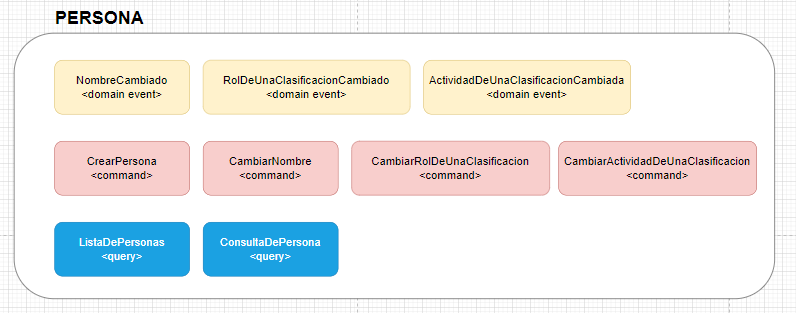 PERSONA
NombreCambiado
<domain event>
RolDeUnaClasificacionCambiado
<domain event>
ActividadDeUnaClasificacionCambiada
<domain event>
CrearPersona
<command>
CambiarNombre
<command>
CambiarRolDeUnaClasificacion
<command>
CambiarActividadDeUnaClasificacion
<command>
ListaDePersonas
<query>
ConsultaDePersona
<query>